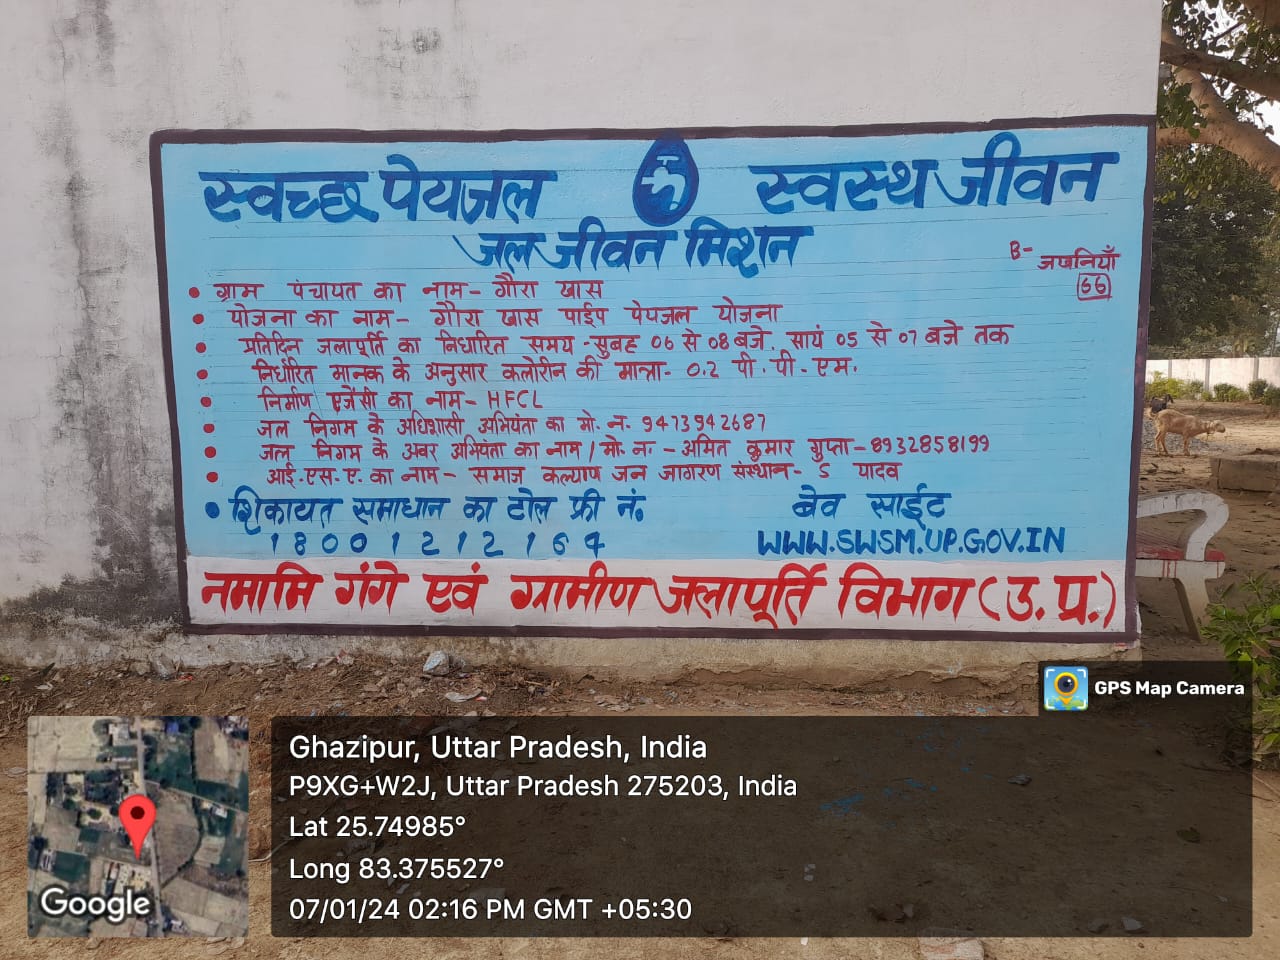 स्वच्छ पेयजल स्वस्थ जीवन
जल जीवन मिशन
B- जखनियाँ
66
• ग्राम पंचायत का नाम- गौरा खास
• योजना का नाम- गौरा खास पाईप पेयजल योजना
• प्रतिदिन जलापूर्ति का निर्धारित समय-सुबह 06 से 08 बजे. सायं 05 से 07 बजे तक
• निर्धारित मानक के अनुसार कलोरीन की मात्रा- 0.2 पी.पी.एम.
• निर्माण एजेंसी का नाम- HFCL
• जल निगम के अधिशासी अभियंता का मो. न. 9473942687
• जल निगम के अवर अभियंता का नाम/मो. न. - अमित कुमार गुप्ता-8932858199
• आई.एस.ए. का नाम- समाज कल्याण जन जागरण संस्थान- S यादव
• शिकायत समाधान का टोल फ्री नं.
18001212164
बेव साईट
WWW.SWSM.UP.GOV.IN
नमामि गंगे एवं ग्रामीण जलापूर्ति विभाग (उ.प्र.)
GPS Map Camera
Ghazipur, Uttar Pradesh, India
P9XG+W2J, Uttar Pradesh 275203, India
Lat 25.74985°
Long 83.375527°
07/01/24 02:16 PM GMT +05:30
Google